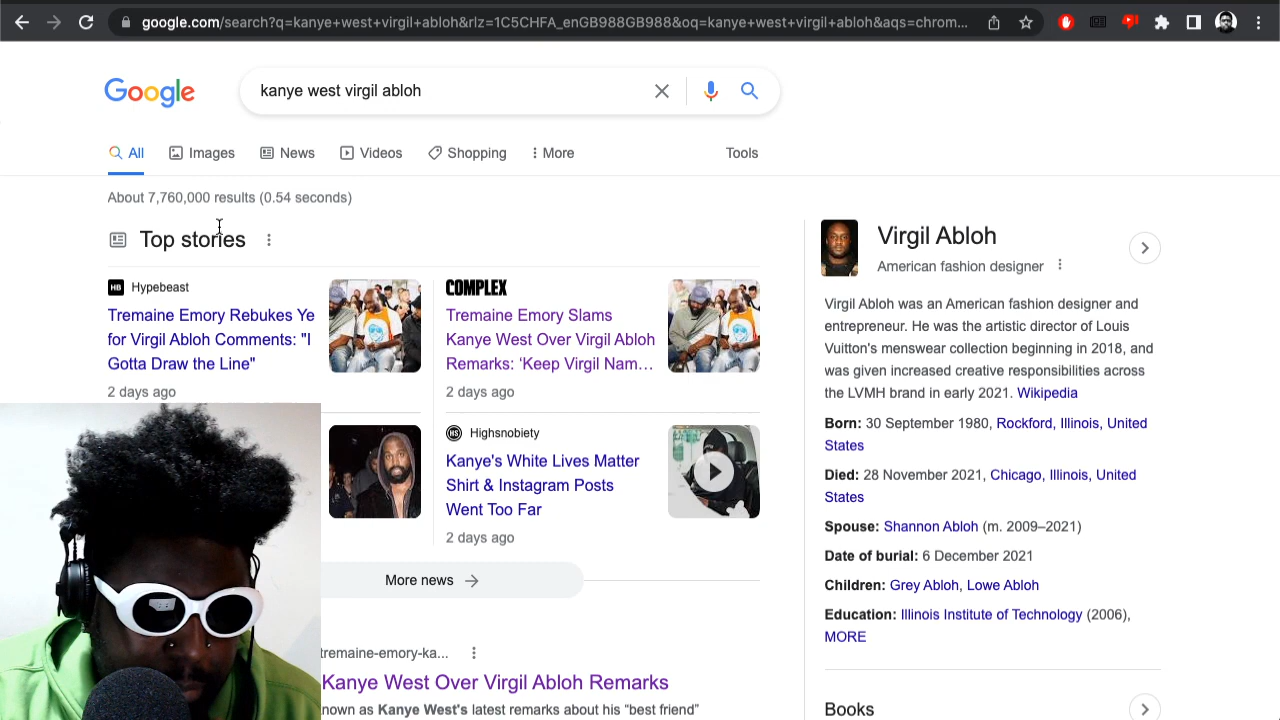 google.com/search?q=kanye+west+virgil+abloh&rlz=1C5CHFA_enGB988GB988&oq=kanye+west+virgil+abloh&aqs=chrom...
Google
kanye west virgil abloh
All
Images
News
Videos
Shopping
More
Tools
About 7,760,000 results (0.54 seconds)
Top stories
HB Hypebeast
Tremaine Emory Rebukes Ye
for Virgil Abloh Comments: "I
Gotta Draw the Line"
2 days ago
COMPLEX
Tremaine Emory Slams
Kanye West Over Virgil Abloh
Remarks: ‘Keep Virgil Nam…
2 days ago
Highsnobiety
Kanye's White Lives Matter
Shirt & Instagram Posts
Went Too Far
2 days ago
More news
tremaine-emory-ka...
Kanye West Over Virgil Abloh Remarks
nown as Kanye West's latest remarks about his “best friend”
Virgil Abloh
American fashion designer
Virgil Abloh was an American fashion designer and
entrepreneur. He was the artistic director of Louis
Vuitton's menswear collection beginning in 2018, and
was given increased creative responsibilities across
the LVMH brand in early 2021. Wikipedia
Born: 30 September 1980, Rockford, Illinois, United
States
Died: 28 November 2021, Chicago, Illinois, United
States
Spouse: Shannon Abloh (m. 2009–2021)
Date of burial: 6 December 2021
Children: Grey Abloh, Lowe Abloh
Education: Illinois Institute of Technology (2006),
MORE
Books